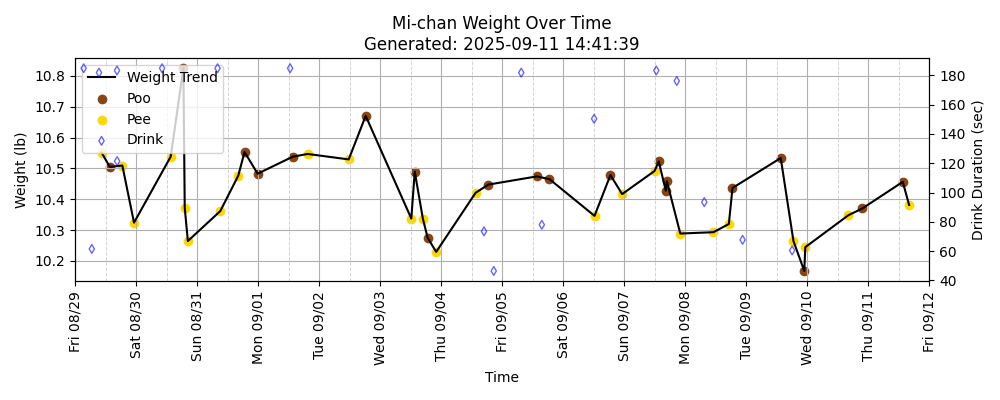 Mi-chan Weight Over Time
Generated: 2025-09-11 14:41:39
Weight (lb)
10.8
10.7
10.6
10.5
10.4
10.3
10.2
Weight Trend
Poo
Pee
Drink
180
160
140
120
100
80
60
40
Drink Duration (sec)
Fri 08/29
Sat 08/30
Sun 08/31
Mon 09/01
Tue 09/02
Wed 09/03
Thu 09/04
Fri 09/05
Sat 09/06
Sun 09/07
Mon 09/08
Tue 09/09
Wed 09/10
Thu 09/11
Fri 09/12
Time